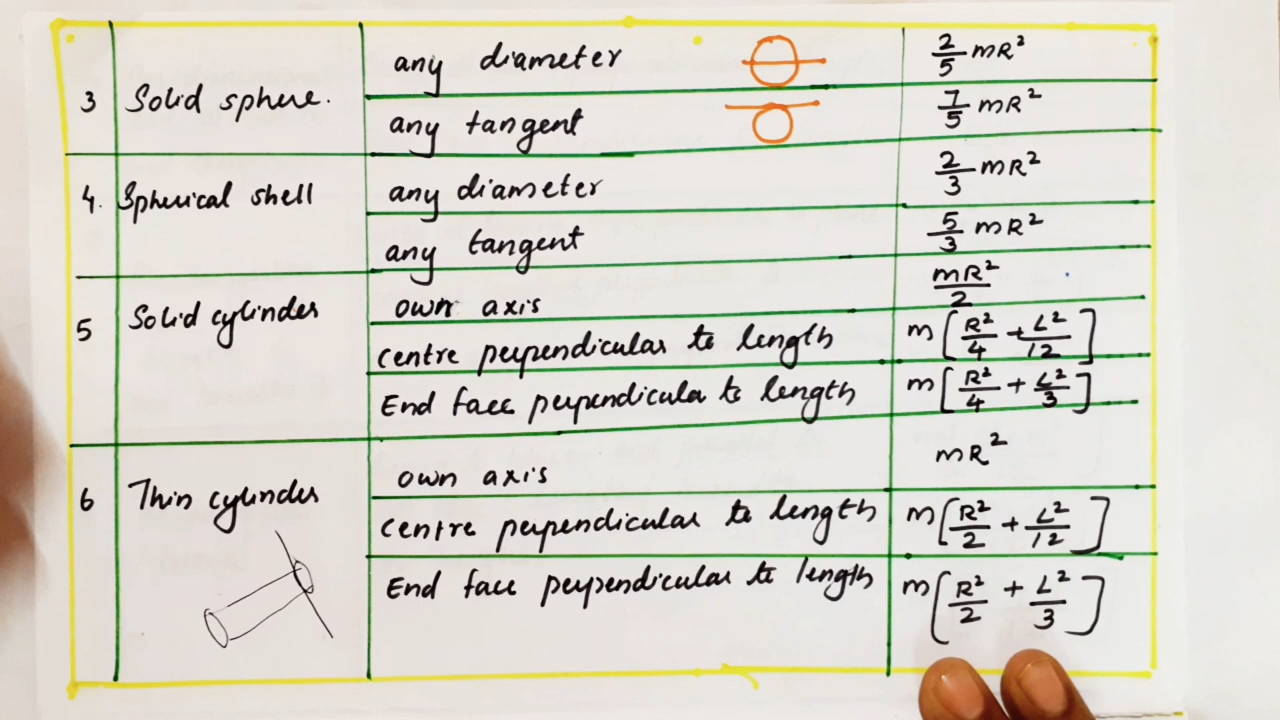 3 Solid sphere.
any diameter 2/5 mR²
any tangent 7/5 mR²
4. Spherical shell
any diameter 2/3 mR²
any tangent 5/3 mR²
5 Solid cylinder
own axis mR²/2
centre perpendicular to length m[R²/4 + L²/12]
End face perpendicular to length m[R²/4 + L²/3]
6 Thin cylinder
own axis mR²
centre perpendicular to length m[R²/2 + L²/12]
End face perpendicular to length m[R²/2 + L²/3]